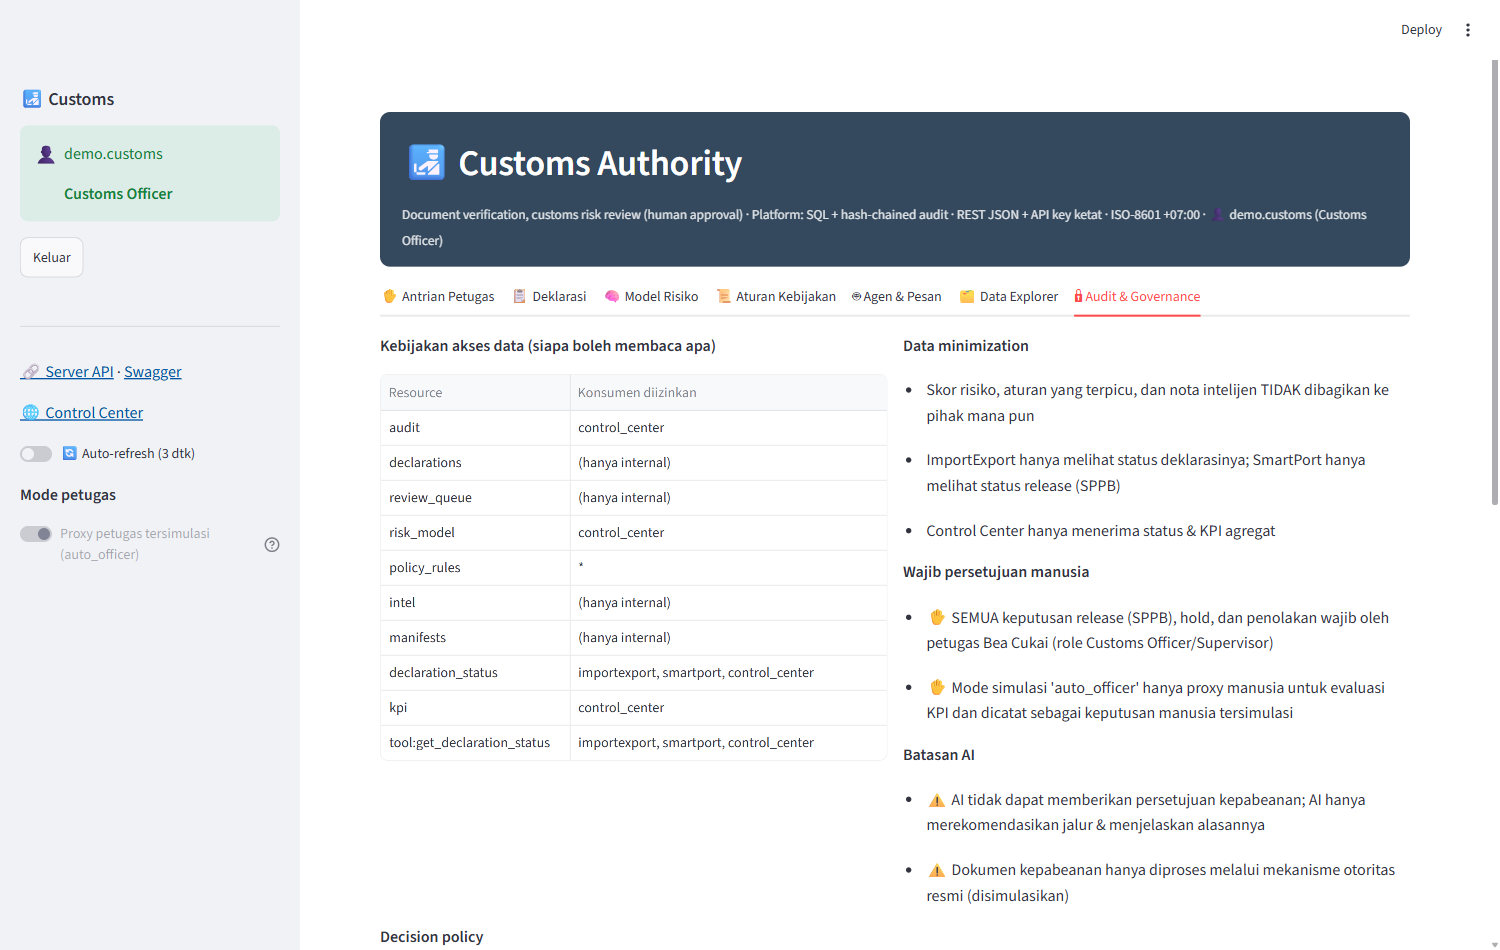 Deploy
Customs
demo.customs
Customs Officer
Keluar
Server API · Swagger
Control Center
Auto-refresh (3 dtk)
Mode petugas
Proxy petugas tersimulasi
(auto_officer)
Customs Authority
Document verification, customs risk review (human approval) · Platform: SQL + hash-chained audit · REST JSON + API key ketat · ISO-8601 +07:00 · demo.customs (Customs
Officer)
Antrian Petugas Deklarasi Model Risiko Aturan Kebijakan Agen & Pesan Data Explorer Audit & Governance
Kebijakan akses data (siapa boleh membaca apa)
Resource Konsumen diizinkan
audit control_center
declarations (hanya internal)
review_queue (hanya internal)
risk_model control_center
policy_rules *
intel (hanya internal)
manifests (hanya internal)
declaration_status importexport, smartport, control_center
kpi control_center
tool:get_declaration_status importexport, smartport, control_center
Data minimization
• Skor risiko, aturan yang terpicu, dan nota intelijen TIDAK dibagikan ke
pihak mana pun
• ImportExport hanya melihat status deklarasinya; SmartPort hanya
melihat status release (SPPB)
• Control Center hanya menerima status & KPI agregat
Wajib persetujuan manusia
• SEMUA keputusan release (SPPB), hold, dan penolakan wajib oleh
petugas Bea Cukai (role Customs Officer/Supervisor)
• Mode simulasi 'auto_officer' hanya proxy manusia untuk evaluasi
KPI dan dicatat sebagai keputusan manusia tersimulasi
Batasan AI
• AI tidak dapat memberikan persetujuan kepabeanan; AI hanya
merekomendasikan jalur & menjelaskan alasannya
• Dokumen kepabeanan hanya diproses melalui mekanisme otoritas
resmi (disimulasikan)
Decision policy